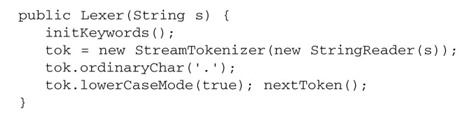 public Lexer(String s) {
   initKeywords();
   tok = new StreamTokenizer(new StringReader(s));
   tok.ordinaryChar('.');
   tok.lowerCaseMode(true); nextToken();
}